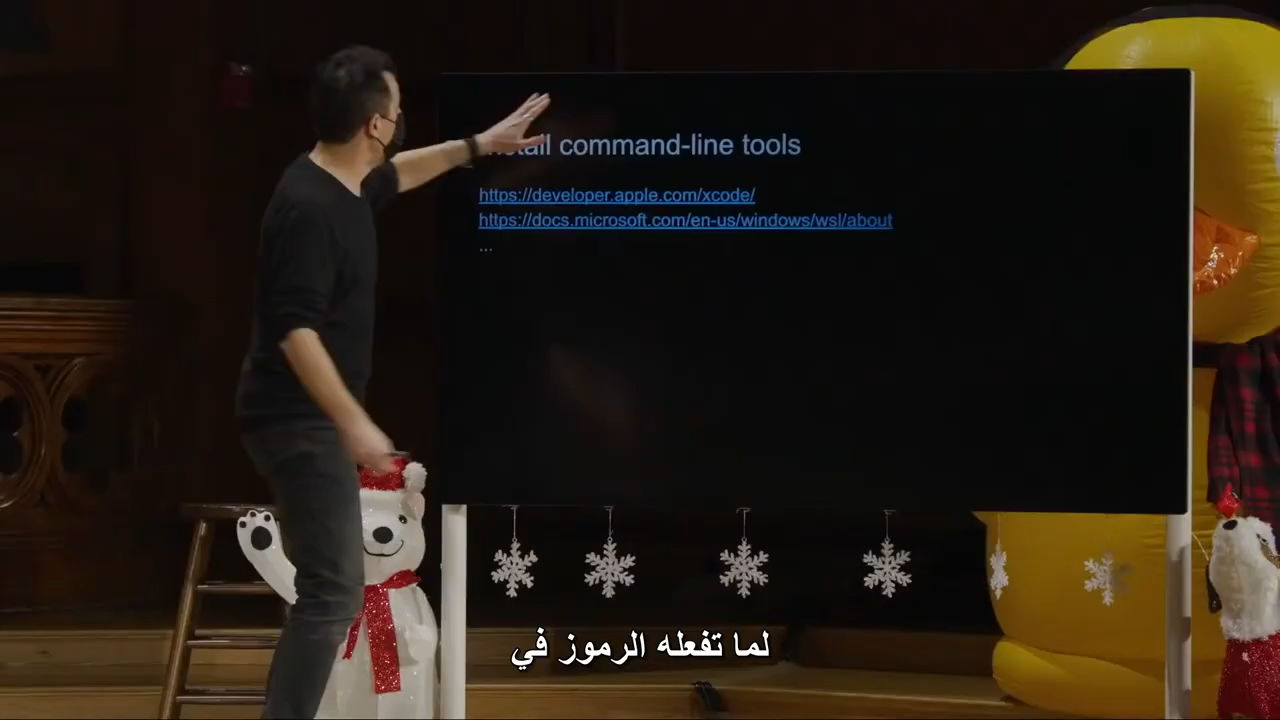 command-line tools
https://developer.apple.com/xcode/
https://docs.microsoft.com/en-us/windows/wsl/about
...
لما تفعله الرموز في